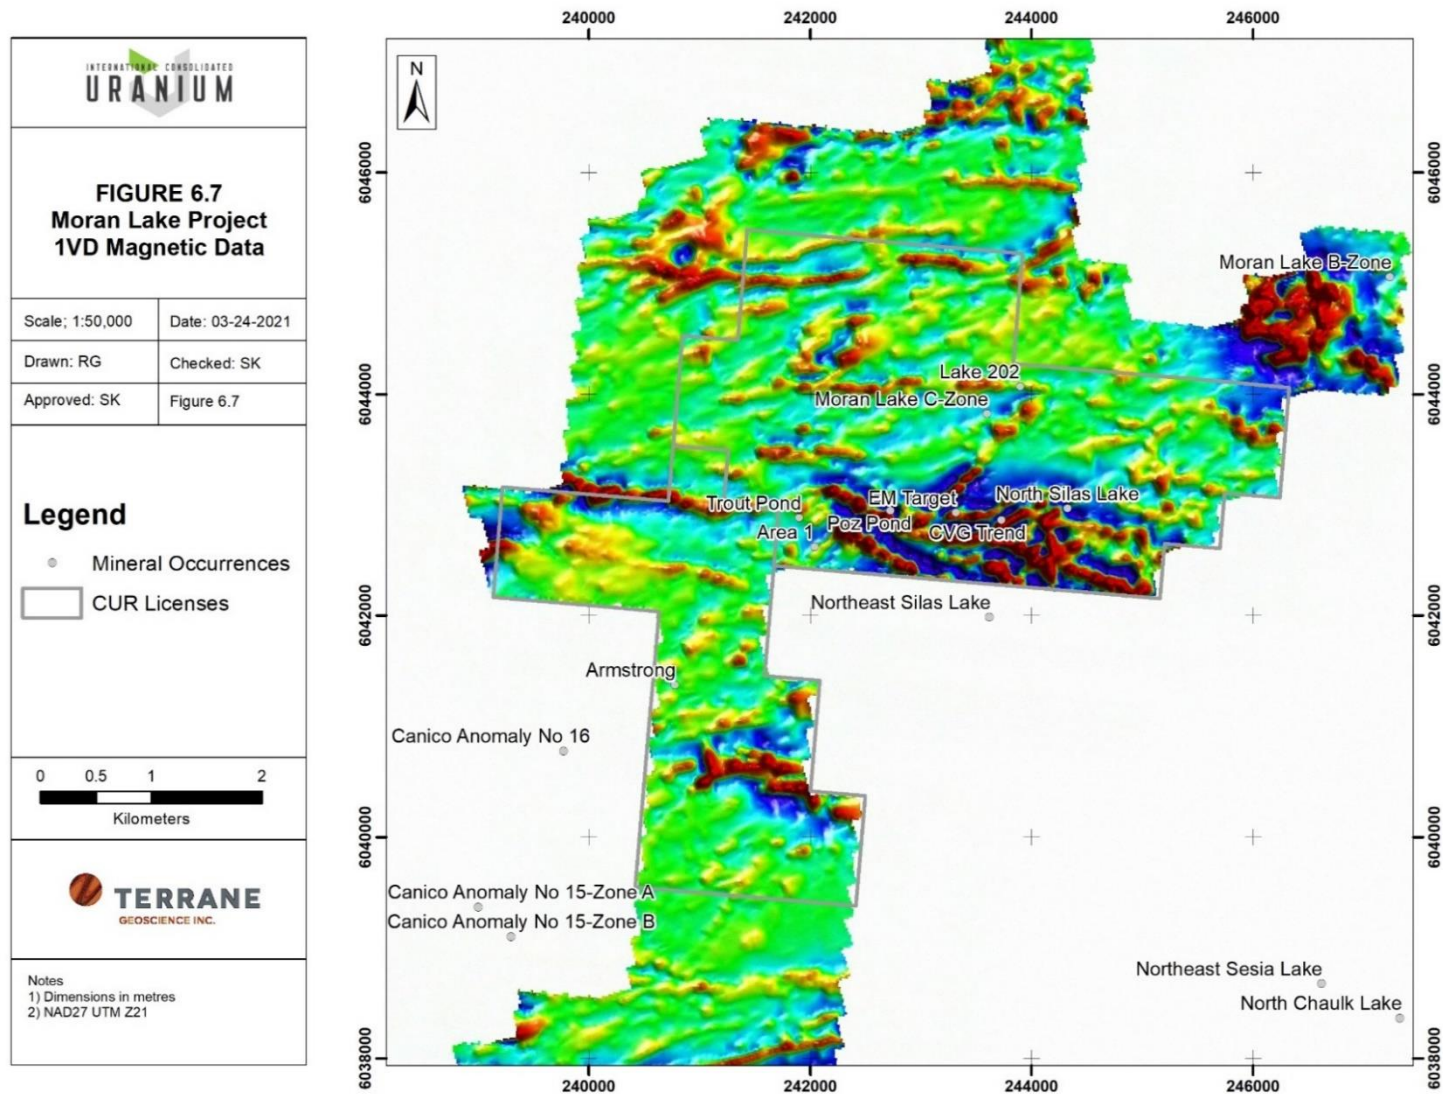 INTERNATIONAL CONSOLIDATED
URANIUM
FIGURE 6.7
Moran Lake Project
1VD Magnetic Data
Scale; 1:50,000
Date: 03-24-2021
Drawn: RG
Checked: SK
Approved: SK
Figure 6.7
Legend
Mineral Occurrences
CUR Licenses
0 0.5 1 2
Kilometers
TERRANE
GEOSCIENCE INC.
Notes
1) Dimensions in metres
2) NAD27 UTM Z21
240000 242000 244000 246000
N
6046000 6046000
Moran Lake B-Zone
Lake 202
6044000 6044000
Moran Lake C-Zone
Trout Pond
EM Target
North Silas Lake
Area 1
Poz Pond
CVG Trend
Northeast Silas Lake
6042000 6042000
Armstrong
Canico Anomaly No 16
6040000 6040000
Canico Anomaly No 15-Zone A
Canico Anomaly No 15-Zone B
Northeast Sesia Lake
North Chaulk Lake
6038000 6038000
240000 242000 244000 246000